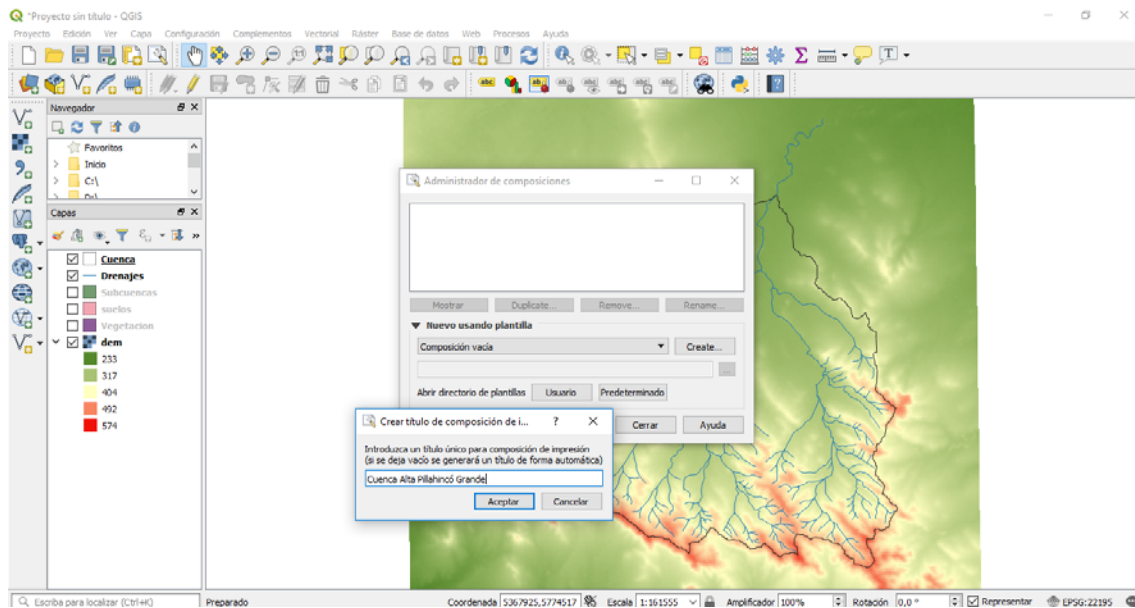 *Proyecto sin título - QGIS
Proyecto Edición Ver Capa Configuración Complementos Vectorial Ráster Base de datos Web Procesos Ayuda
Navegador
Favoritos
Inicio
C:\
D:\
Capas
Cuenca
Drenajes
Subcuencas
suelos
Vegetacion
dem
233
317
404
492
574
Administrador de composiciones
Mostrar Duplicate... Remove... Rename...
Nuevo usando plantilla
Composición vacía Create...
...
Abrir directorio de plantillas Usuario Predeterminado
Cerrar Ayuda
Crear título de composición de i... ?
Introduzca un título único para composición de impresión
(si se deja vacío se generará un título de forma automática)
Cuenca Alta Pillahincó Grande
Aceptar Cancelar
Escriba para localizar (Ctrl+K) Preparado Coordenada 5367925,5774517 Escala 1:161555 Amplificador 100% Rotación 0,0 ° Representar EPSG:22195